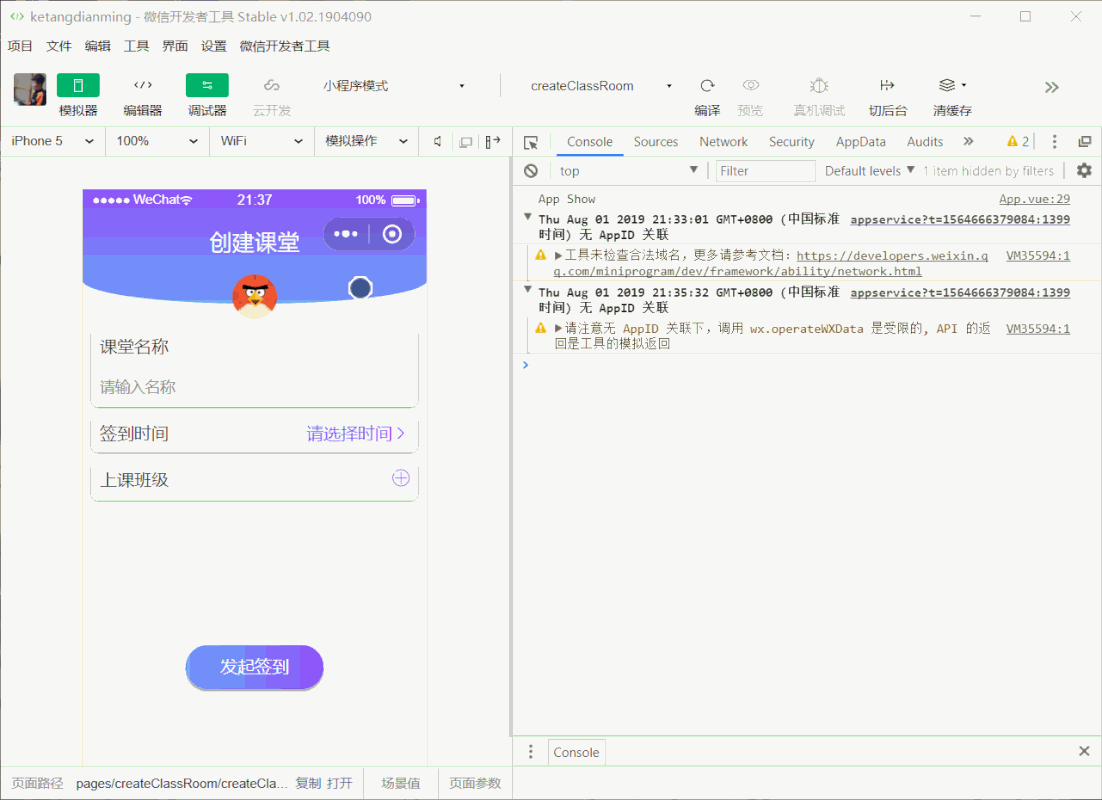 ketangdianming - 微信开发者工具 Stable v1.02.1904090
项目 文件 编辑 工具 界面 设置 微信开发者工具
小程序模式 createClassRoom
模拟器 编辑器 调试器 云开发 编译 预览 真机调试 切后台 清缓存
iPhone 5 100% WiFi 模拟操作
Console Sources Network Security AppData Audits 2
top Filter Default levels 1 item hidden by filters
WeChat 21:37 100%
创建课堂
课堂名称
请输入名称
签到时间 请选择时间
上课班级
发起签到
App Show App.vue:29
Thu Aug 01 2019 21:33:01 GMT+0800 (中国标准 appservice?t=1564666379084:1399
时间) 无 AppID 关联
工具未检查合法域名，更多请参考文档: https://developers.weixin.q VM35594:1
q.com/miniprogram/dev/framework/ability/network.html
Thu Aug 01 2019 21:35:32 GMT+0800 (中国标准 appservice?t=1564666379084:1399
时间) 无 AppID 关联
请注意无 AppID 关联下，调用 wx.operateWXData 是受限的, API 的返 VM35594:1
回是工具的模拟返回
Console
页面路径 pages/createClassRoom/createCla... 复制 打开 场景值 页面参数